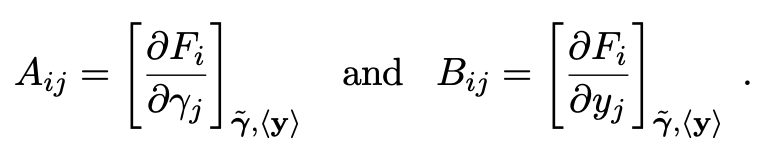 $A_{ij} = \left[ \frac{\partial F_i}{\partial \gamma_j} \right]_{\tilde{\boldsymbol{\gamma}}, \langle \mathbf{y} \rangle} \quad \text{and} \quad B_{ij} = \left[ \frac{\partial F_i}{\partial y_j} \right]_{\tilde{\boldsymbol{\gamma}}, \langle \mathbf{y} \rangle} .$